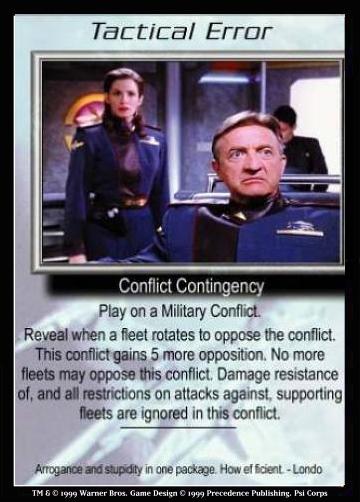 Tactical Error
Conflict Contingency
Play on a Military Conflict.
Reveal when a fleet rotates to oppose the conflict.
This conflict gains 5 more opposition. No more
fleets may oppose this conflict. Damage resistance
of, and all restrictions on attacks against, supporting
fleets are ignored in this conflict.
Arrogance and stupidity in one package. How ef ficient. - Londo
TM & © 1999 Warner Bros. Game Design © 1999 Precedence Publishing. Psi Corps